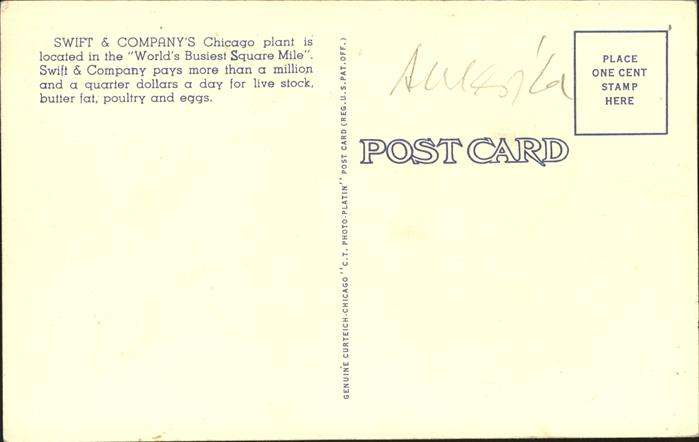 SWIFT & COMPANY'S Chicago plant is
located in the "World's Busiest Square Mile".
Swift & Company pays more than a million
and a quarter dollars a day for live stock,
butter fat, poultry and eggs.
GENUINE CURTEICH-CHICAGO "C.T. PHOTO-PLATIN" POST CARD (REG. U.S. PAT. OFF.)
POST CARD
PLACE
ONE CENT
STAMP
HERE